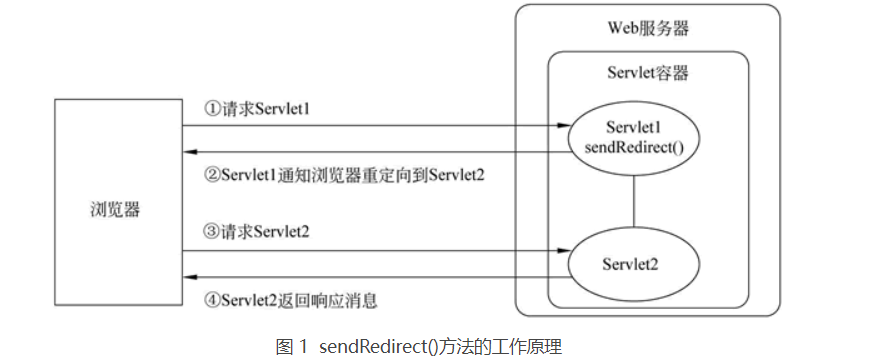 Web服务器
Servlet容器
①请求Servlet1
Servlet1
sendRedirect()
②Servlet1通知浏览器重定向到Servlet2
浏览器
③请求Servlet2
Servlet2
④Servlet2返回响应消息
图 1 sendRedirect()方法的工作原理